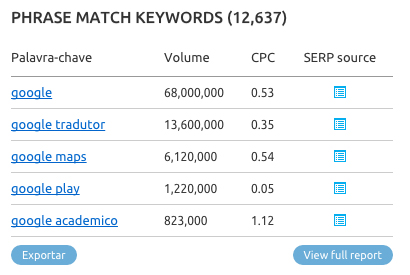 PHRASE MATCH KEYWORDS (12,637)
Palavra-chave Volume CPC SERP source
google 68,000,000 0.53
google tradutor 13,600,000 0.35
google maps 6,120,000 0.54
google play 1,220,000 0.05
google academico 823,000 1.12
Exportar View full report